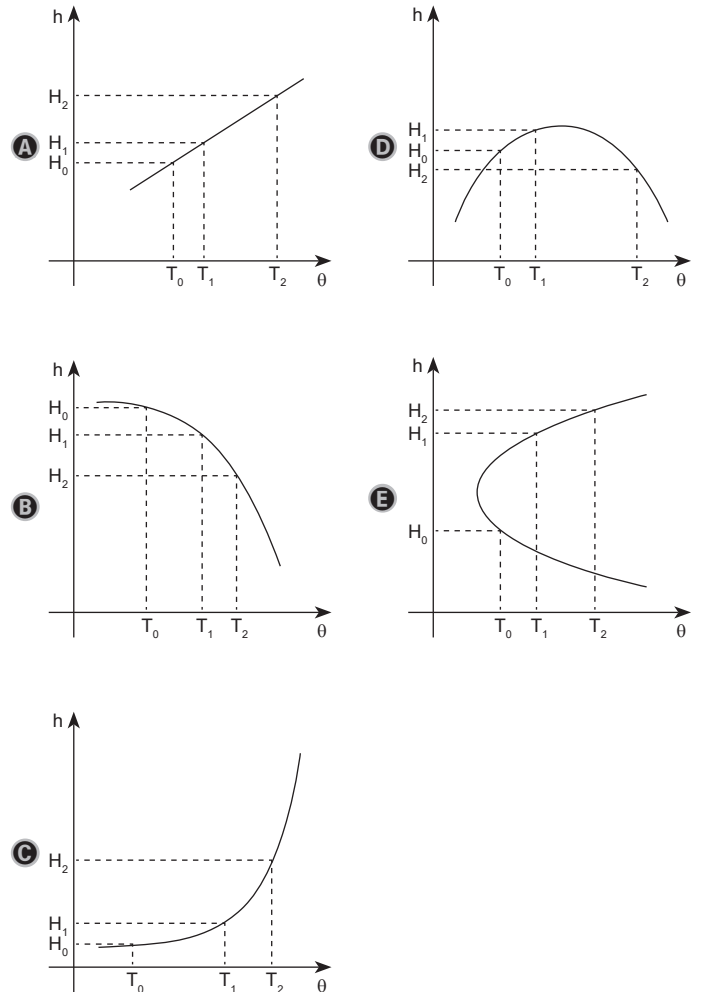 h
H₂
A
H₁
H₀
T₀ T₁ T₂ θ
h
H₀
H₁
H₂
B
T₀ T₁ T₂ θ
h
C
H₂
H₁
H₀
T₀ T₁ T₂ θ
h
D
H₁
H₀
H₂
T₀ T₁ T₂ θ
h
H₂
H₁
E
H₀
T₀ T₁ T₂ θ